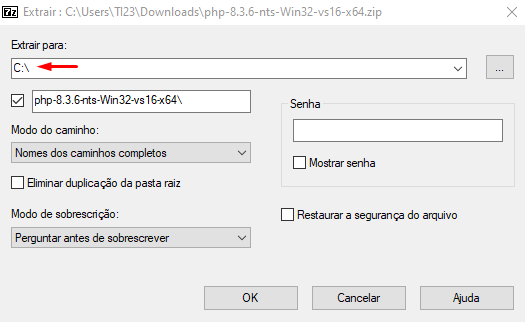 7z Extrair : C:\Users\TI23\Downloads\php-8.3.6-nts-Win32-vs16-x64.zip
Extrair para:
C:\
...
php-8.3.6-nts-Win32-vs16-x64\
Senha
Modo do caminho:
Nomes dos caminhos completos
Mostrar senha
Eliminar duplicação da pasta raiz
Modo de sobrescrição:
Restaurar a segurança do arquivo
Perguntar antes de sobrescrever
OK
Cancelar
Ajuda